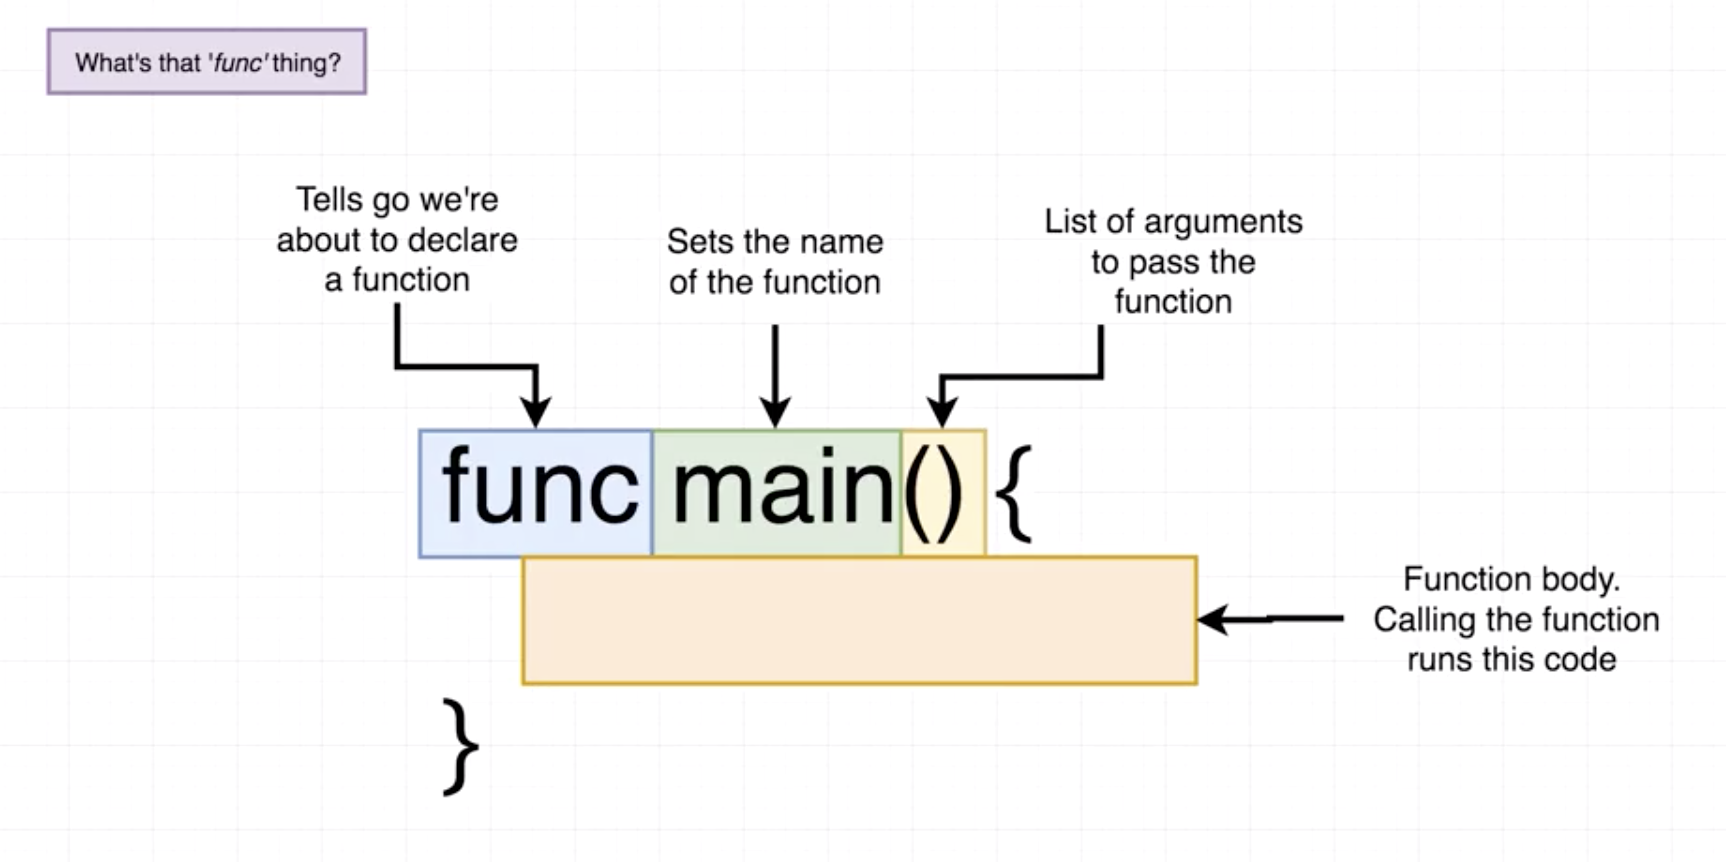 What's that 'func' thing?
Tells go we're
about to declare
a function
Sets the name
of the function
List of arguments
to pass the
function
func main() {
Function body.
Calling the function
runs this code
}